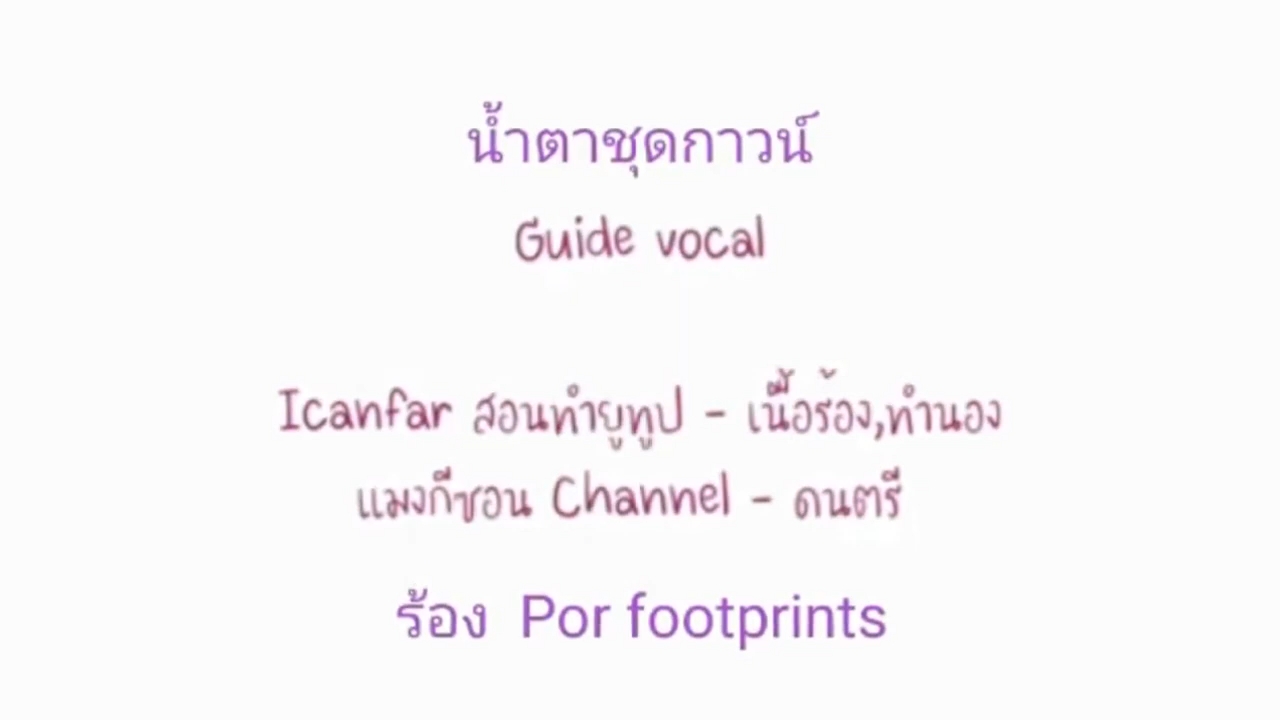 น้ำตาชุดกาวน์
Guide vocal
Icanfar สอนทำยูทูป - เนื้อร้อง,ทำนอง
แมงกีซอน Channel - ดนตรี
ร้อง Por footprints